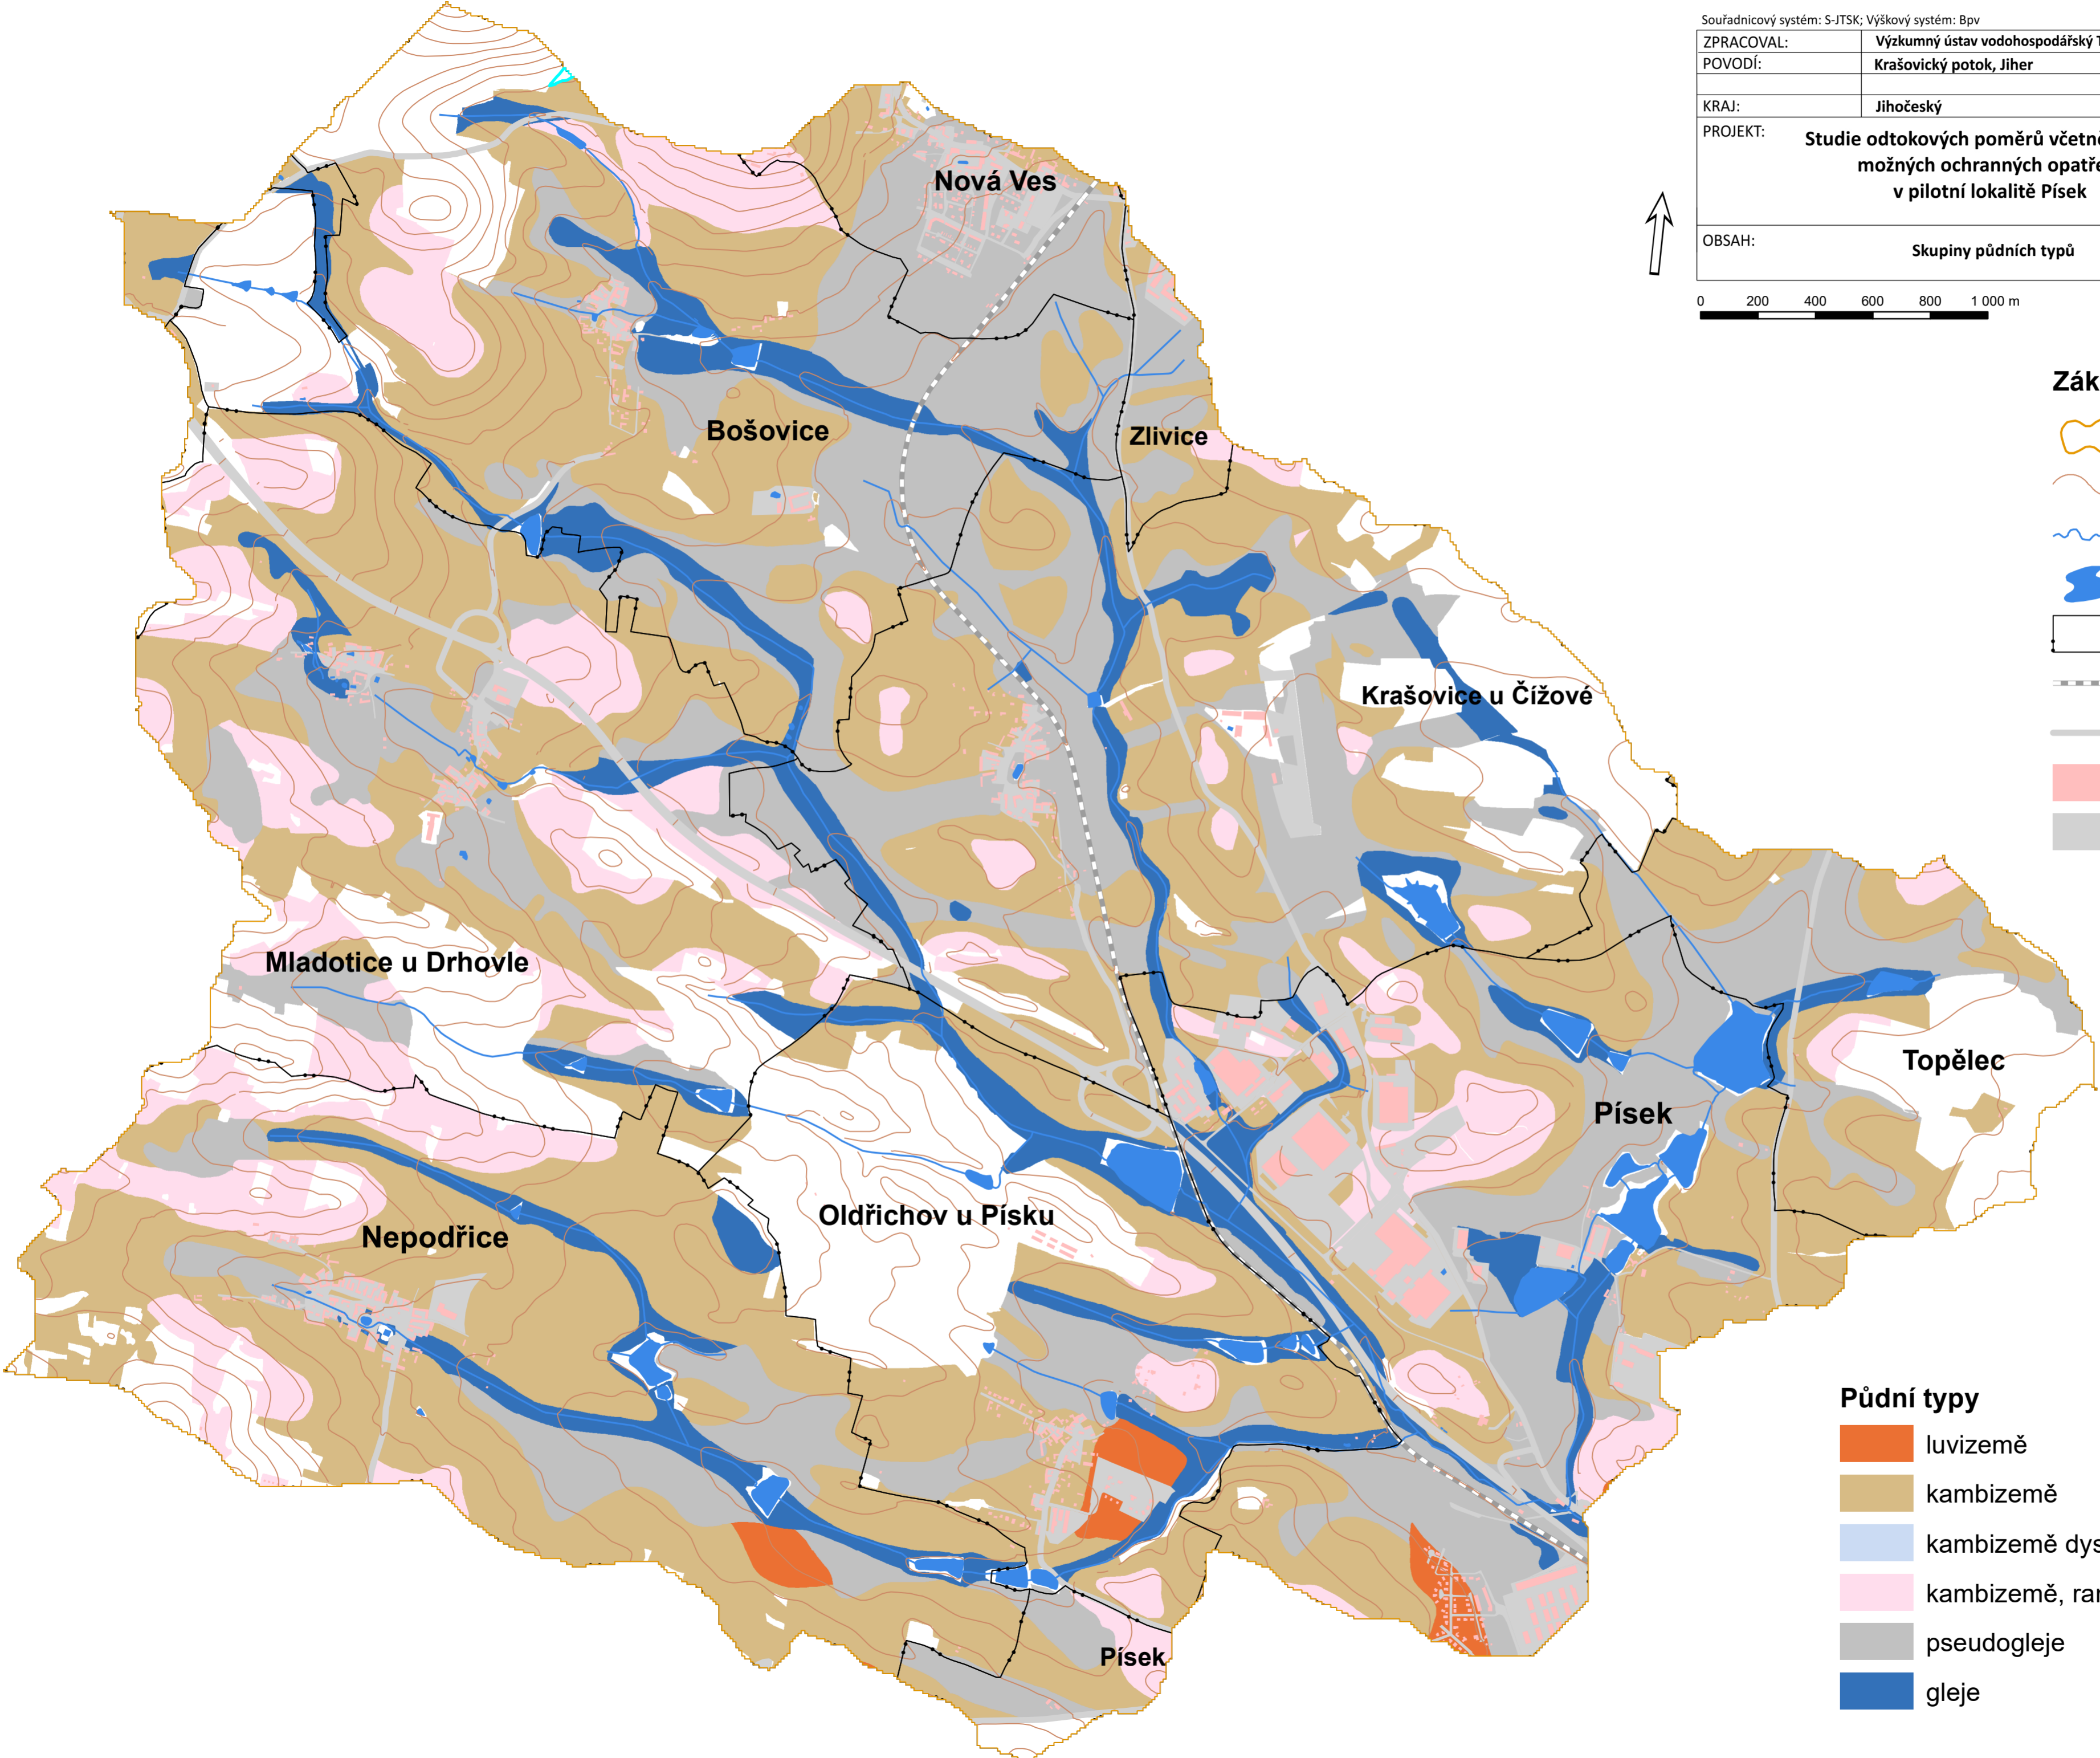 Souřadnicový systém: S-JTSK; Výškový systém: Bpv
ZPRACOVAL: Výzkumný ústav vodohospodářský
POVODÍ: Krašovický potok, Jiher
KRAJ: Jihočeský
PROJEKT: Studie odtokových poměrů včetně
možných ochranných opatře
v pilotní lokalitě Písek
OBSAH: Skupiny půdních typů
0 200 400 600 800 1 000 m
Zák
Nová Ves
Bošovice
Zlivice
Krašovice u Čížové
Mladotice u Drhovle
Topělec
Písek
Oldřichov u Písku
Nepodřice
Písek
Půdní typy
luvizemě
kambizemě
kambizemě dys
kambizemě, ran
pseudogleje
gleje